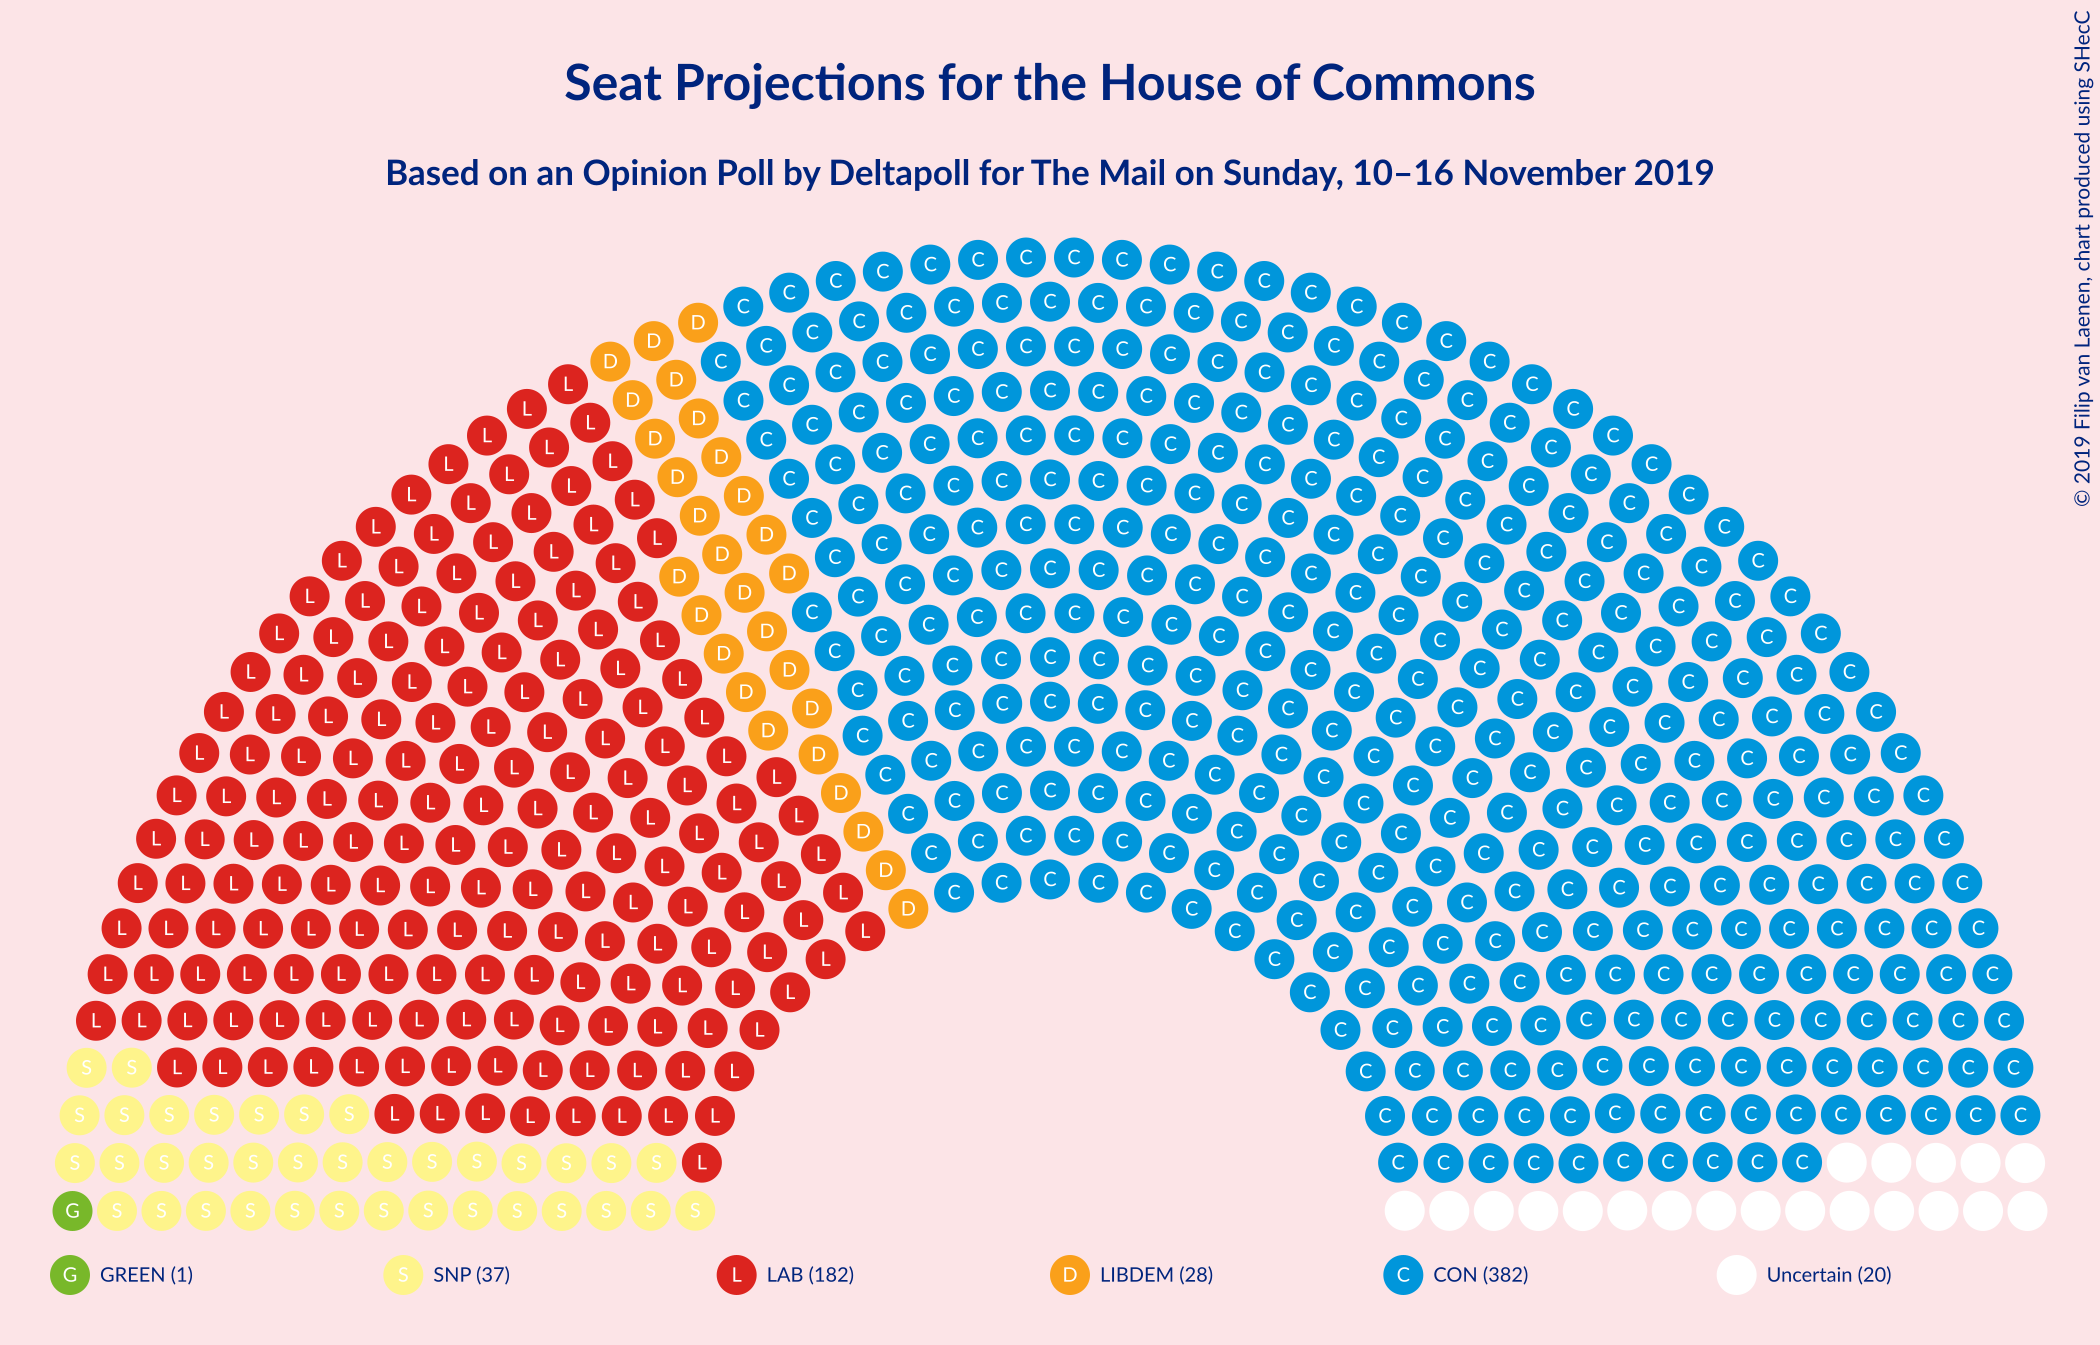 Seat Projections for the House of Commons
Based on an Opinion Poll by Deltapoll for The Mail on Sunday, 10–16 November 2019
© 2019 Filip van Laenen, chart produced using SHecC
G GREEN (1) S SNP (37) L LAB (182) D LIBDEM (28) C CON (382) Uncertain (20)